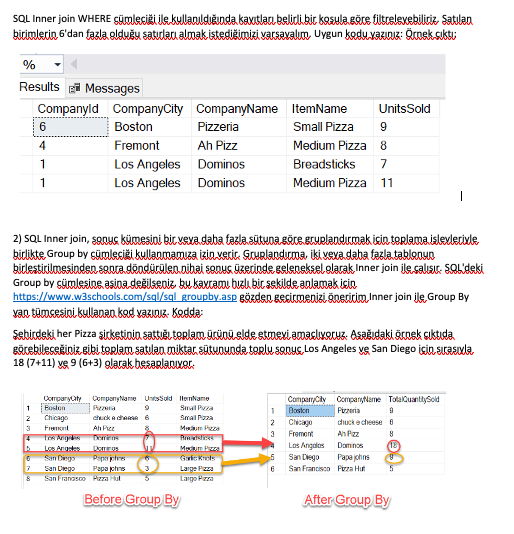 SQL Inner join WHERE cümleciği ile kullanıldığında kayıtları belirli bir koşula göre filtreleyebiliriz. Satılan
birimlerin 6'dan fazla olduğu satırları almak istediğimizi varsayalım. Uygun kodu yazınız: Örnek çıktı:
%
Results Messages
CompanyId CompanyCity CompanyName ItemName UnitsSold
6 Boston Pizzeria Small Pizza 9
4 Fremont Ah Pizz Medium Pizza 8
1 Los Angeles Dominos Breadsticks 7
1 Los Angeles Dominos Medium Pizza 11
2) SQL Inner join, sonuç kümesini bir veya daha fazla sütuna göre gruplandırmak için toplama işlevleriyle
birlikte Group by cümleciği kullanmamıza izin verir. Gruplandırma, iki veya daha fazla tablonun
birleştirilmesinden sonra döndürülen nihai sonuç üzerinde geleneksel olarak Inner join ile çalışır. SQL'deki
Group by cümlesine aşina değilseniz, bu kavramı hızlı bir şekilde anlamak için
https://www.w3schools.com/sql/sql_groupby.asp gözden geçirmenizi öneririm Inner join ile Group By
yan tümcesini kullanan kod yazınız. Kodda:
Şehirdeki her Pizza şirketinin sattığı toplam ürünü elde etmeyi amaçlıyoruz. Aşağıdaki örnek çıktıda
görebileceğiniz gibi toplam satılan miktar sütununda toplu sonuç Los Angeles ve San Diego için sırasıyla
18 (7+11) ve 9 (6+3) olarak hesaplanıyor.
CompanyCity CompanyName UnitsSold ItemName
1 Boston Pizzeria 9 Small Pizza
2 Chicago chuck e cheese 6 Small Pizza
3 Fremont Ah Pizz 8 Medium Pizza
4 Los Angeles Dominos 7 Breadsticks
5 Los Angeles Dominos 11 Medium Pizza
6 San Diego Papa johns 6 Garlic Knots
7 San Diego Papa johns 3 Large Pizza
8 San Francisco Pizza Hut 5 Large Pizza
Before Group By
CompanyCity CompanyName TotalQuantitySold
1 Boston Pizzeria 9
2 Chicago chuck e cheese 6
3 Fremont Ah Pizz 8
4 Los Angeles Dominos 18
5 San Diego Papa johns 9
6 San Francisco Pizza Hut 5
After Group By